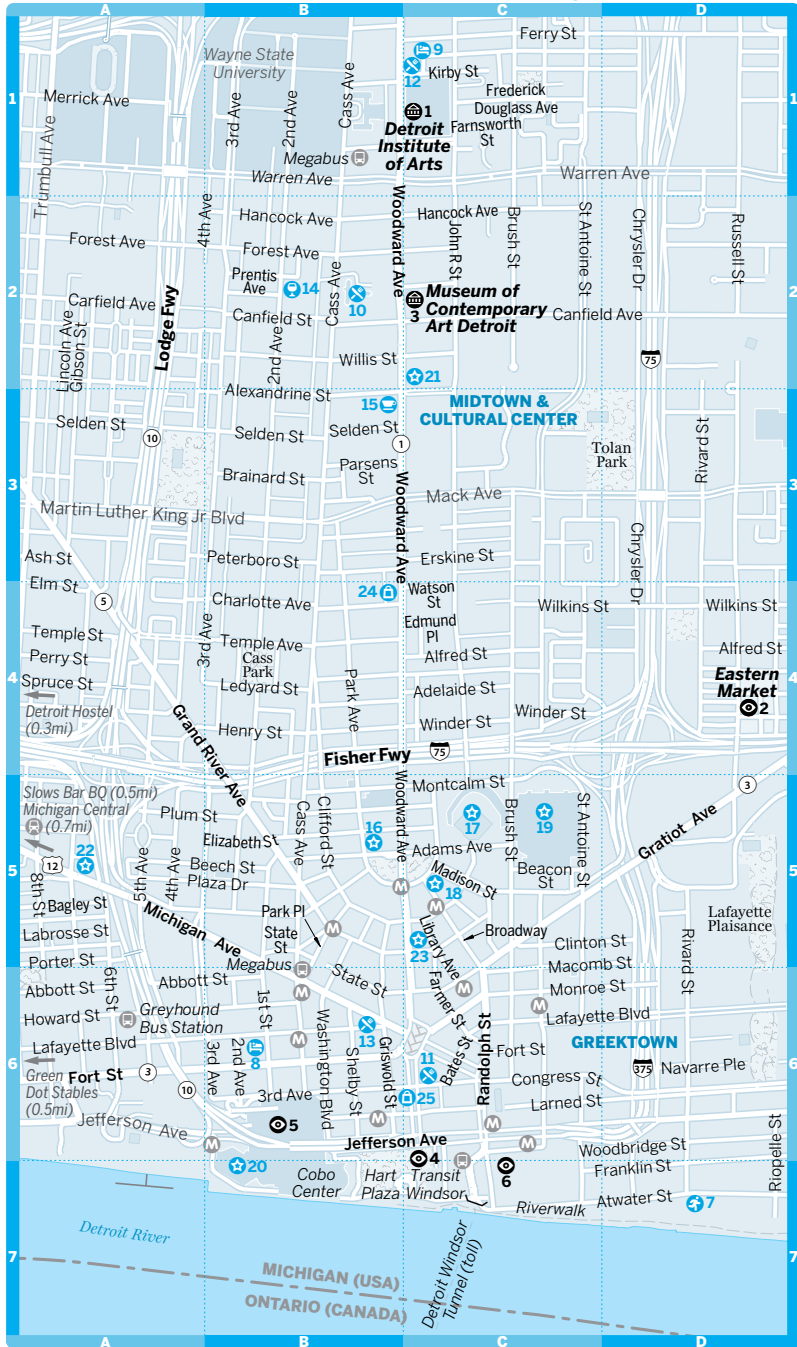 A
B
C
D
Ferry St
Wayne State
University
9
Cass Ave
12
Kirby St
1
1
Merrick Ave
3rd Ave
2nd Ave
Frederick
Douglass Ave
1
Detroit
Institute
of Arts
Farnsworth
St
Trumbull Ave
Megabus
Warren Ave
Warren Ave
4th Ave
Hancock Ave
Woodward Ave
Hancock Ave
John R St
Brush St
St Antoine St
Chrysler Dr
Russell St
Forest Ave
Forest Ave
Prentis
Ave
14
Cass Ave
10
2
2
Museum of
Contemporary
Art Detroit
3
Carfield Ave
Canfield St
Canfield Ave
Lincoln Ave
Gibson St
Lodge Fwy
2nd Ave
Willis St
75
21
Alexandrine St
15
MIDTOWN &
CULTURAL CENTER
Selden St
10
Selden St
Selden St
1
Tolan
Park
Rivard St
Brainard St
Parsens
St
3
3
Woodward Ave
Mack Ave
Martin Luther King Jr Blvd
Chrysler Dr
Ash St
Peterboro St
Erskine St
Elm St
24
Watson
St
5
Charlotte Ave
Wilkins St
Wilkins St
Edmund
Pl
Temple St
3rd Ave
Temple Ave
Alfred St
Alfred St
Perry St
Cass
Park
4
4
Eastern
Market
2
Spruce St
Ledyard St
Park Ave
Adelaide St
Detroit Hostel
(0.3mi)
Grand River Ave
Henry St
Winder St
Winder St
Fisher Fwy
75
Slows Bar BQ (0.5mi)
Michigan Central
(0.7mi)
Woodward Ave
Montcalm St
3
Plum St
Cass Ave
Clifford St
16
17
Brush St
19
St Antoine St
Gratiot Ave
22
12
Elizabeth St
Adams Ave
5
5
8th St
5th Ave
4th Ave
Beech St
Plaza Dr
Madison St
18
Beacon
St
Bagley St
Michigan Ave
Park Pl
State
St
M
M
M
Library Ave
Broadway
Lafayette
Plaisance
Labrosse St
23
Clinton St
Rivard St
Porter St
Megabus
State St
Macomb St
Abbott St
6th St
Abbott St
1st St
M
Farmer St
M
Monroe St
Howard St
Greyhound
Bus Station
Washington Blvd
13
M
Lafayette Blvd
Lafayette Blvd
2nd Ave
8
M
Shelby St
Griswold St
11
Bates St
Randolph St
Fort St
GREEKTOWN
6
6
Green
Dot Stables
(0.5mi)
Fort St
3
3rd Ave
375
Navarre Ple
10
3rd Ave
25
Congress St
Larned St
Jefferson Ave
5
M
M
M
M
Jefferson Ave
Woodbridge St
Riopelle St
20
4
6
Franklin St
Cobo
Center
Hart
Plaza
Transit
Windsor
Riverwalk
Atwater St
7
Detroit River
Detroit Windsor
Tunnel (toll)
7
7
MICHIGAN (USA)
ONTARIO (CANADA)
A
B
C
D